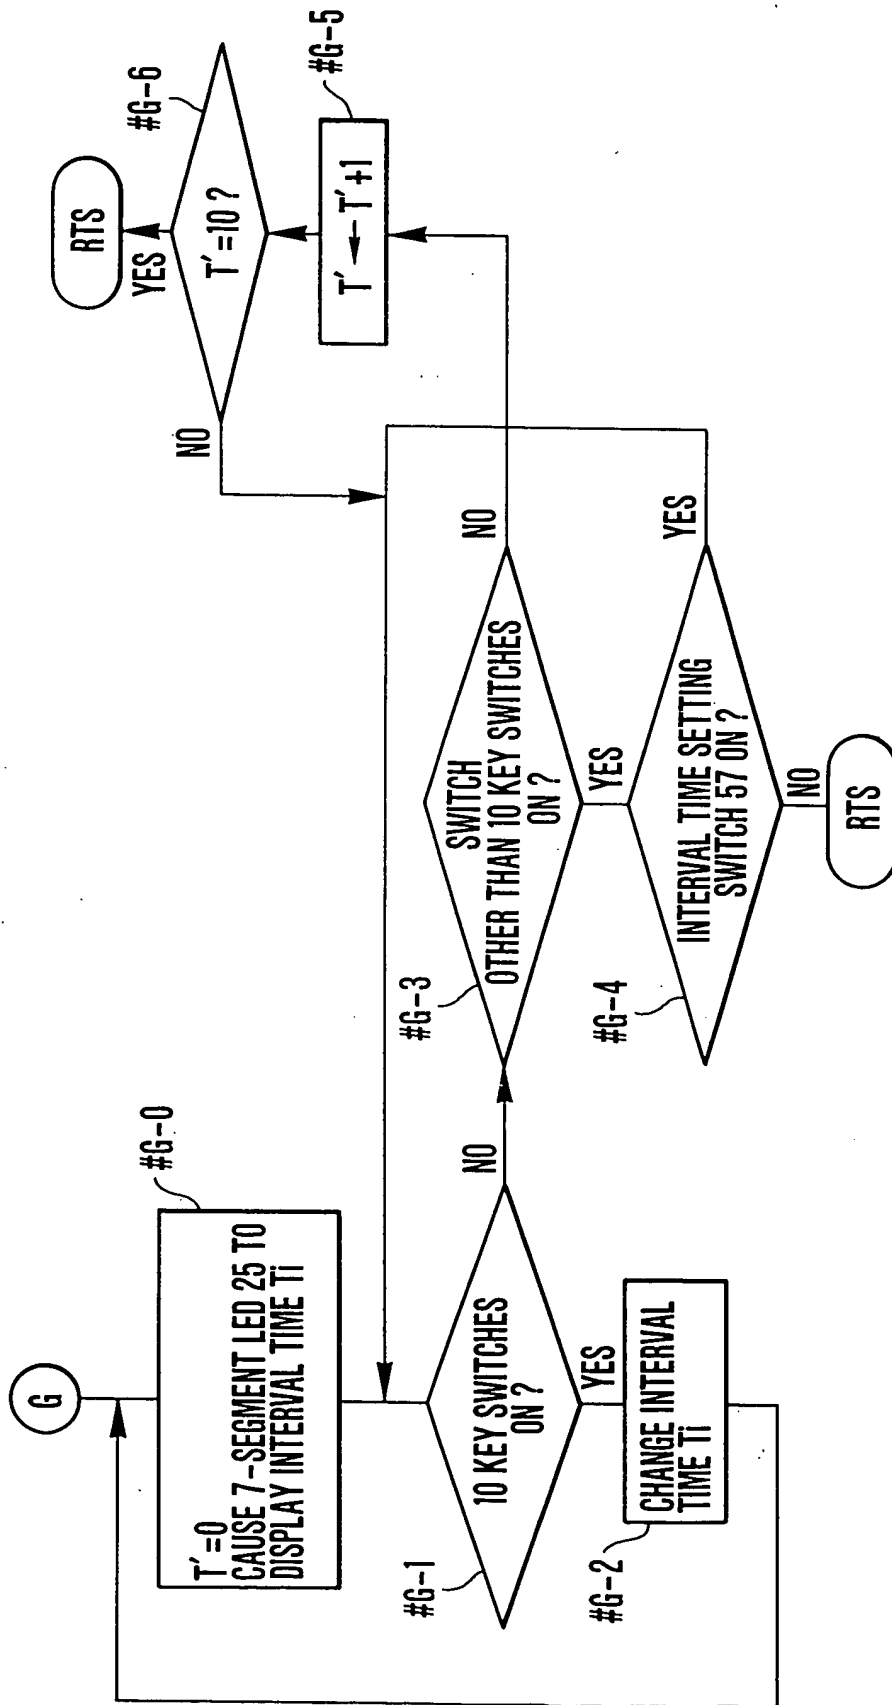 G
#G-0
T'=0
CAUSE 7-SEGMENT LED 25 TO
DISPLAY INTERVAL TIME Ti
#G-1
10 KEY SWITCHES
ON ?
NO
YES
#G-2
CHANGE INTERVAL
TIME Ti
#G-3
SWITCH
OTHER THAN 10 KEY SWITCHES
ON ?
NO
YES
#G-4
INTERVAL TIME SETTING
SWITCH 57 ON ?
YES
NO
RTS
#G-5
T' ← T'+1
#G-6
T'=10 ?
NO
YES
RTS